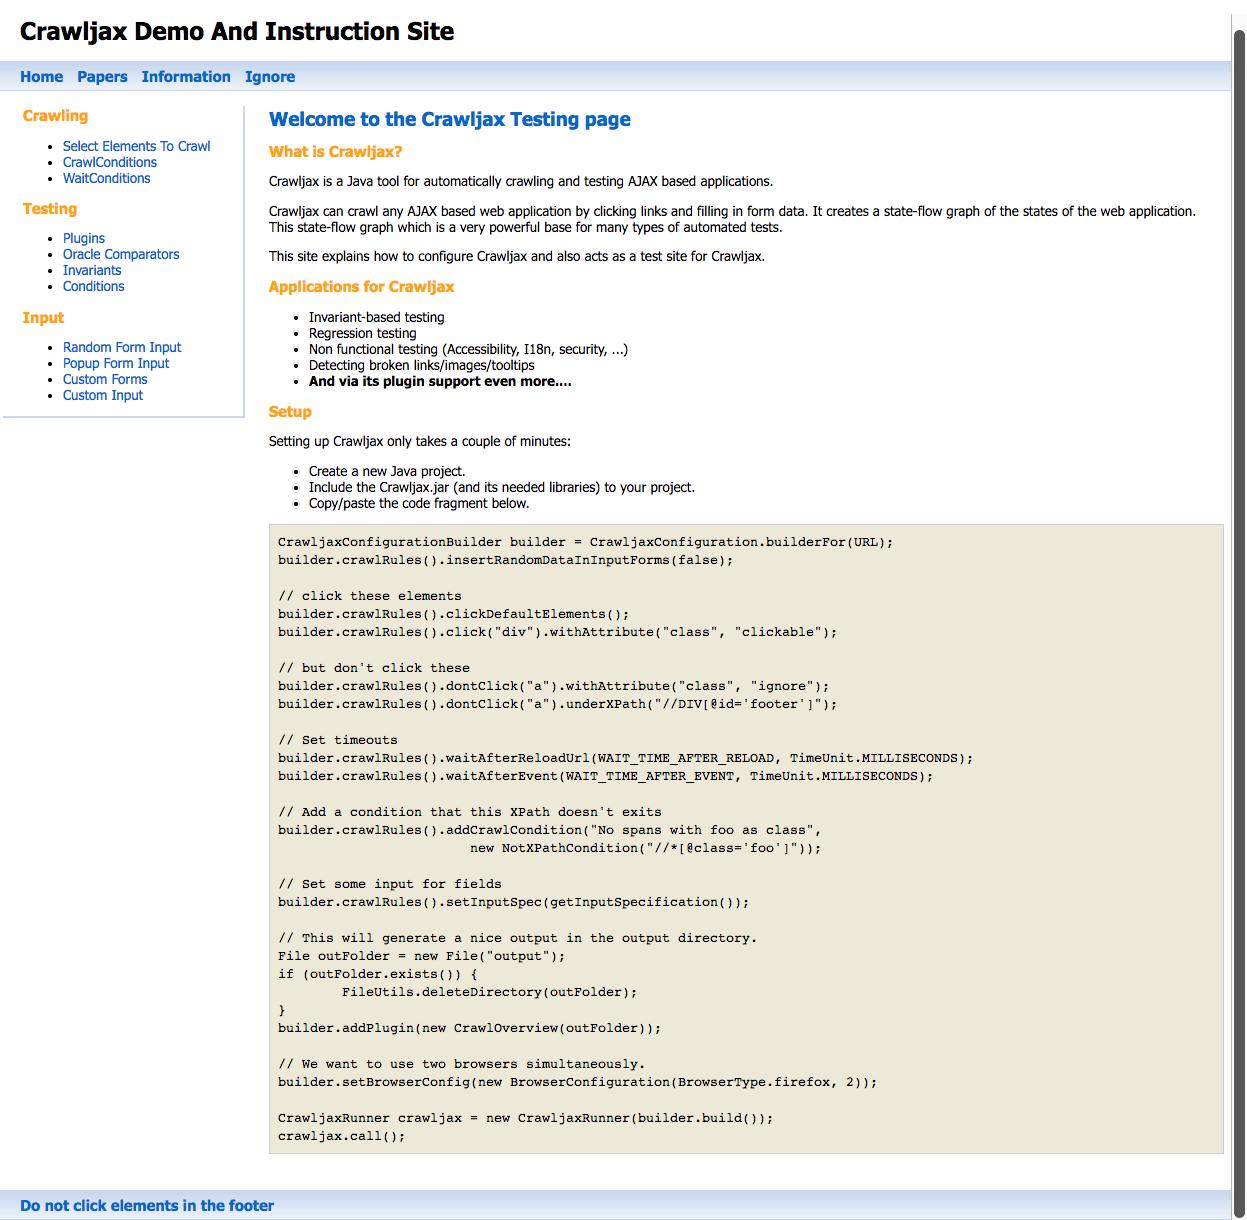 Crawljax Demo And Instruction Site
Home Papers Information Ignore
Crawling
Select Elements To Crawl
CrawlConditions
WaitConditions
Testing
Plugins
Oracle Comparators
Invariants
Conditions
Input
Random Form Input
Popup Form Input
Custom Forms
Custom Input
Welcome to the Crawljax Testing page
What is Crawljax?
Crawljax is a Java tool for automatically crawling and testing AJAX based applications.
Crawljax can crawl any AJAX based web application by clicking links and filling in form data. It creates a state-flow graph of the states of the web application.
This state-flow graph which is a very powerful base for many types of automated tests.
This site explains how to configure Crawljax and also acts as a test site for Crawljax.
Applications for Crawljax
Invariant-based testing
Regression testing
Non functional testing (Accessibility, I18n, security, ...)
Detecting broken links/images/tooltips
And via its plugin support even more....
Setup
Setting up Crawljax only takes a couple of minutes:
Create a new Java project.
Include the Crawljax.jar (and its needed libraries) to your project.
Copy/paste the code fragment below.
CrawljaxConfigurationBuilder builder = CrawljaxConfiguration.builderFor(URL);
builder.crawlRules().insertRandomDataInInputForms(false);
// click these elements
builder.crawlRules().clickDefaultElements();
builder.crawlRules().click("div").withAttribute("class", "clickable");
// but don't click these
builder.crawlRules().dontClick("a").withAttribute("class", "ignore");
builder.crawlRules().dontClick("a").underXPath("//DIV[@id='footer']");
// Set timeouts
builder.crawlRules().waitAfterReloadUrl(WAIT_TIME_AFTER_RELOAD, TimeUnit.MILLISECONDS);
builder.crawlRules().waitAfterEvent(WAIT_TIME_AFTER_EVENT, TimeUnit.MILLISECONDS);
// Add a condition that this XPath doesn't exits
builder.crawlRules().addCrawlCondition("No spans with foo as class",
new NotXPathCondition("//*[@class='foo']"));
// Set some input for fields
builder.crawlRules().setInputSpec(getInputSpecification());
// This will generate a nice output in the output directory.
File outFolder = new File("output");
if (outFolder.exists()) {
FileUtils.deleteDirectory(outFolder);
}
builder.addPlugin(new CrawlOverview(outFolder));
// We want to use two browsers simultaneously.
builder.setBrowserConfig(new BrowserConfiguration(BrowserType.firefox, 2));
CrawljaxRunner crawljax = new CrawljaxRunner(builder.build());
crawljax.call();
Do not click elements in the footer